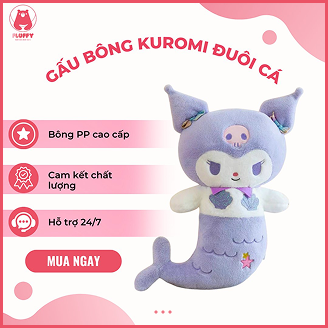 FLUFFY
GẤU BÔNG KUROMI ĐUÔI CÁ
Bông PP cao cấp
Cam kết chất
lượng
Hỗ trợ 24/7
MUA NGAY